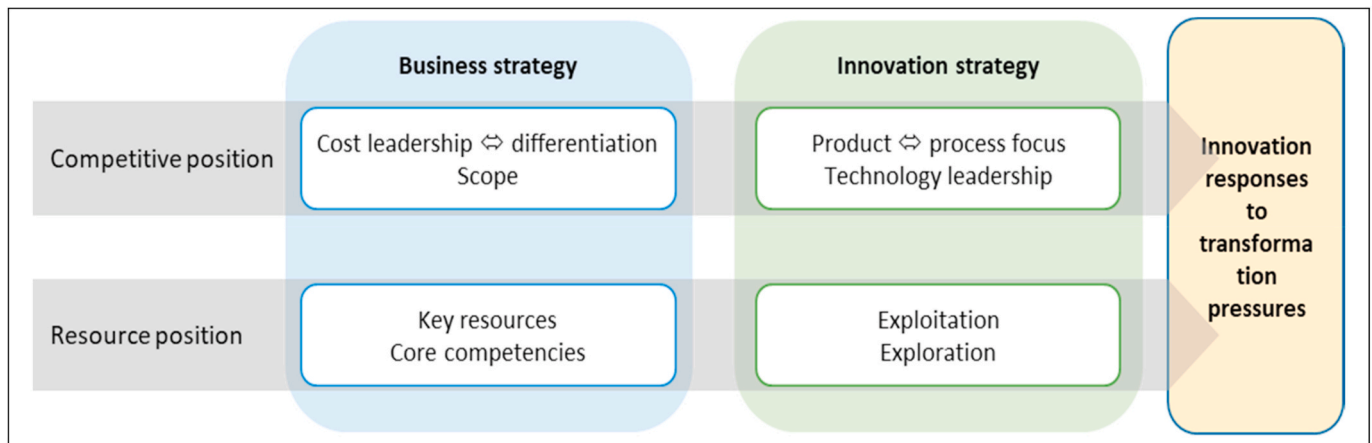 Business strategy
Innovation strategy
Competitive position
Cost leadership ⬄ differentiation
Scope
Product ⬄ process focus
Technology leadership
Innovation
responses
to
transforma
tion
pressures
Resource position
Key resources
Core competencies
Exploitation
Exploration